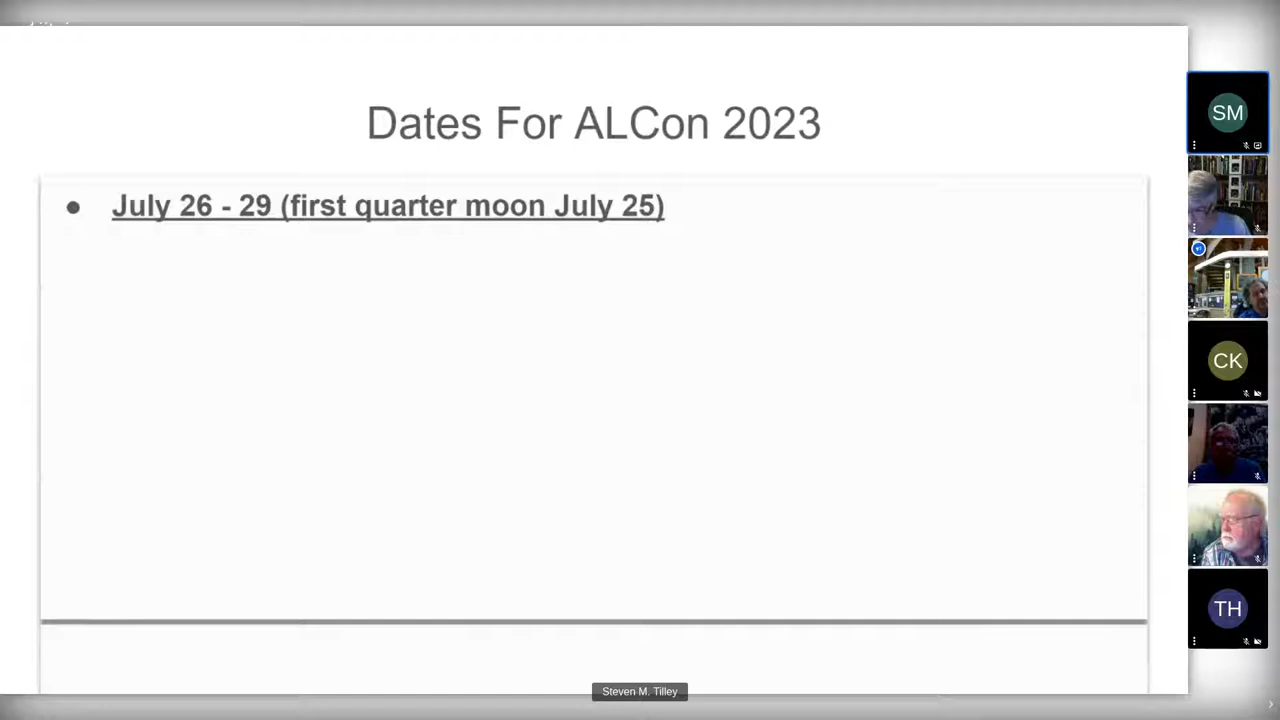 Dates For ALCon 2023
● July 26 - 29 (first quarter moon July 25)
SM
CK
TH
Steven M. Tilley